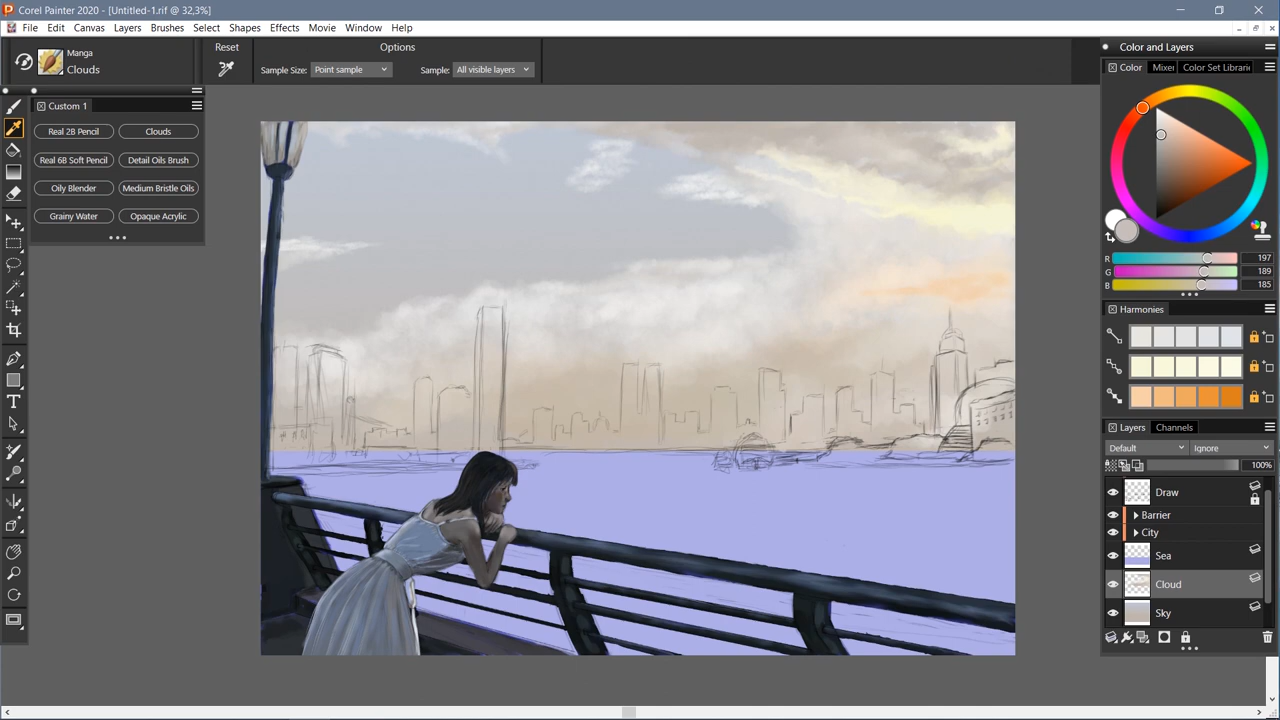 Corel Painter 2020 - [Untitled-1.rif @ 32,3%]
File Edit Canvas Layers Brushes Select Shapes Effects Movie Window Help
Manga
Clouds
Reset
Options
Sample Size: Point sample
Sample: All visible layers
Custom 1
Real 2B Pencil Clouds
Real 6B Soft Pencil Detail Oils Brush
Oily Blender Medium Bristle Oils
Grainy Water Opaque Acrylic
Color and Layers
Color Mixer Color Set Librari
R 197
G 189
B 185
Harmonies
Layers Channels
Default Ignore
100%
Draw
Barrier
City
Sea
Cloud
Sky